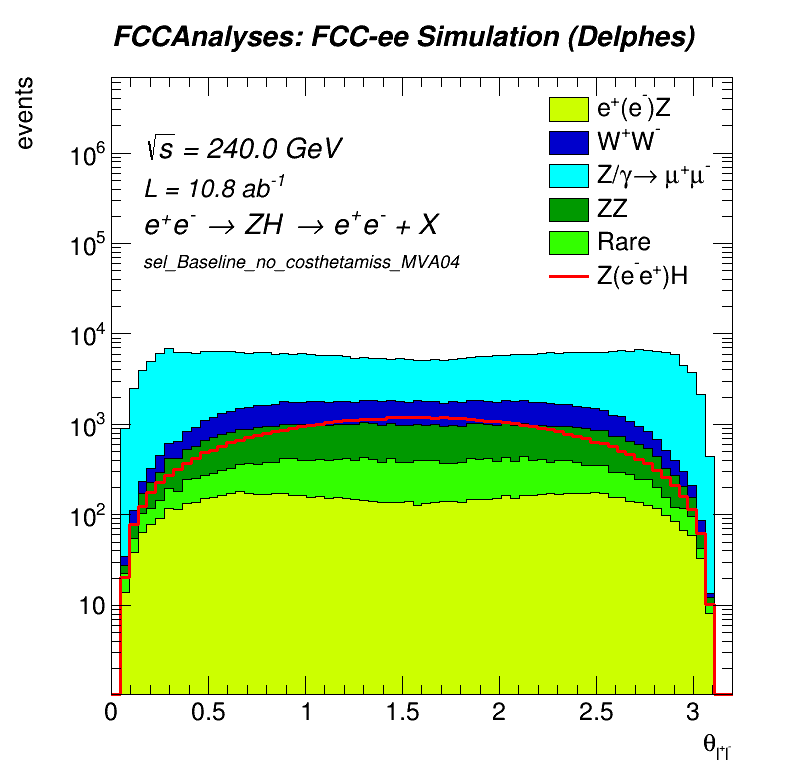 FCCAnalyses: FCC-ee Simulation (Delphes)
events
√s = 240.0 GeV
L = 10.8 ab⁻¹
e⁺e⁻ → ZH → e⁺e⁻ + X
sel_Baseline_no_costhetamiss_MVA04
e⁺(e⁻)Z
W⁺W⁻
Z/γ→ μ⁺μ⁻
ZZ
Rare
Z(e⁻e⁺)H
10⁶
10⁵
10⁴
10³
10²
10
0 0.5 1 1.5 2 2.5 3
θ_l⁺l⁻